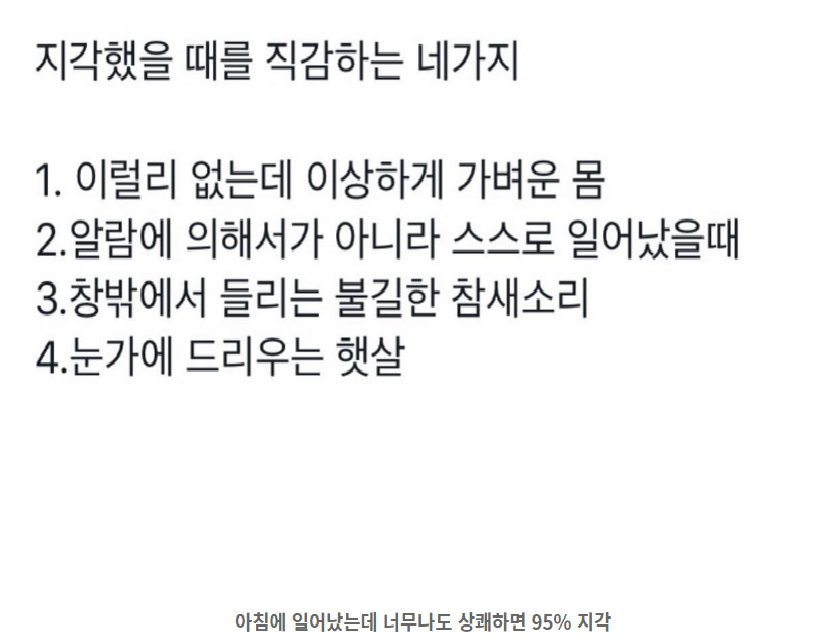 지각했을 때를 직감하는 네가지
1. 이럴리 없는데 이상하게 가벼운 몸
2.알람에 의해서가 아니라 스스로 일어났을때
3.창밖에서 들리는 불길한 참새소리
4.눈가에 드리우는 햇살
아침에 일어났는데 너무나도 상쾌하면 95% 지각